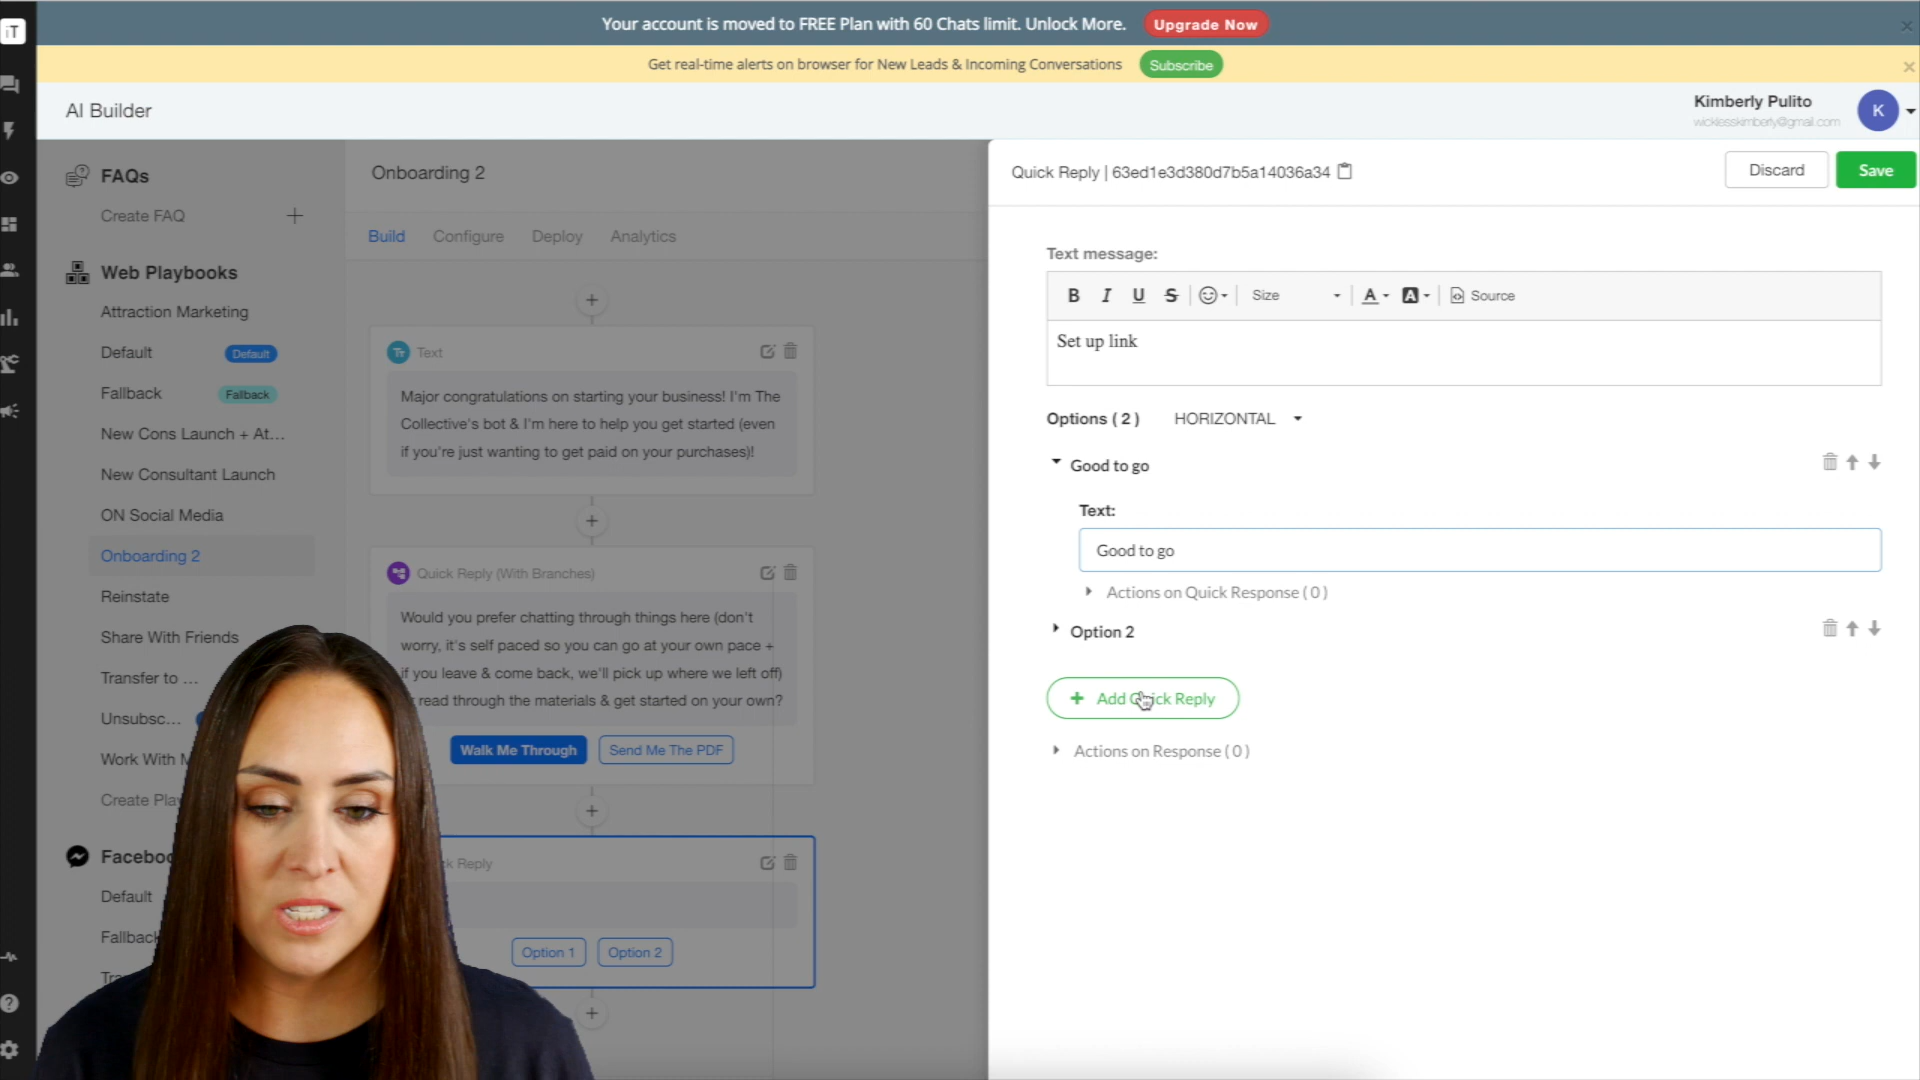 Your account is moved to FREE Plan with 60 Chats limit. Unlock More. Upgrade Now
Get real-time alerts on browser for New Leads & Incoming Conversations Subscribe
iT
AI Builder
Kimberly Pulito
wicklesskimberly@gmail.com
K
FAQs
Create FAQ
Web Playbooks
Attraction Marketing
Default Default
Fallback Fallback
New Cons Launch + At...
New Consultant Launch
ON Social Media
Onboarding 2
Reinstate
Share With Friends
Transfer to ...
Unsubsc...
Work With
Create
Default
Onboarding 2
Build Configure Deploy Analytics
Tr Text
Major congratulations on starting your business! I'm The
Collective's bot & I'm here to help you get started (even
if you're just wanting to get paid on your purchases)!
Quick Reply (With Branches)
Would you prefer chatting through things here (don't
worry, it's self paced so you can go at your own pace +
if you leave & come back, we'll pick up where we left off)
read through the materials & get started on your own?
Walk Me Through Send Me The PDF
Reply
Option 1 Option 2
Quick Reply | 63ed1e3d380d7b5a14036a34
Discard Save
Text message:
B I U S Size A A Source
Set up link
Options ( 2 ) HORIZONTAL
Good to go
Text:
Good to go
Actions on Quick Response ( 0 )
Option 2
+ Add Quick Reply
Actions on Response ( 0 )